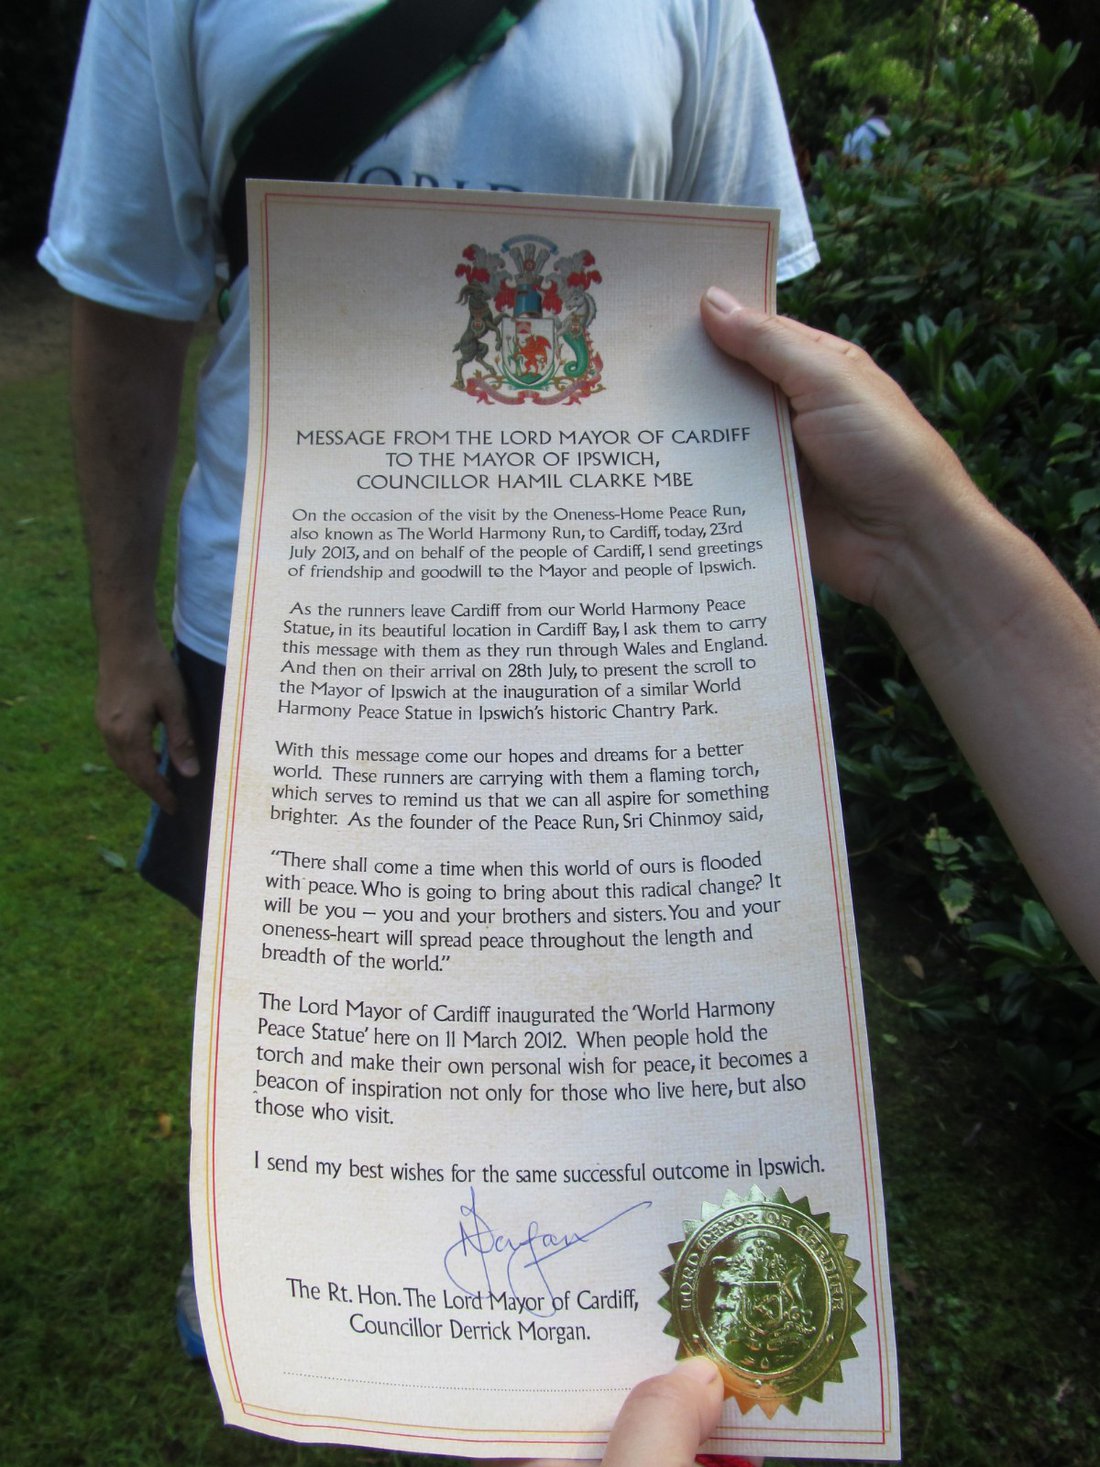 WORLD
MESSAGE FROM THE LORD MAYOR OF CARDIFF
TO THE MAYOR OF IPSWICH,
COUNCILLOR HAMIL CLARKE MBE
On the occasion of the visit by the Oneness-Home Peace Run,
also known as The World Harmony Run, to Cardiff, today, 23rd
July 2013, and on behalf of the people of Cardiff, I send greetings
of friendship and goodwill to the Mayor and people of Ipswich.
As the runners leave Cardiff from our World Harmony Peace
Statue, in its beautiful location in Cardiff Bay, I ask them to carry
this message with them as they run through Wales and England.
And then on their arrival on 28th July, to present the scroll to
the Mayor of Ipswich at the inauguration of a similar World
Harmony Peace Statue in Ipswich's historic Chantry Park.
With this message come our hopes and dreams for a better
world. These runners are carrying with them a flaming torch,
which serves to remind us that we can all aspire for something
brighter. As the founder of the Peace Run, Sri Chinmoy said,
"There shall come a time when this world of ours is flooded
with peace. Who is going to bring about this radical change? It
will be you – you and your brothers and sisters. You and your
oneness-heart will spread peace throughout the length and
breadth of the world."
The Lord Mayor of Cardiff inaugurated the 'World Harmony
Peace Statue' here on 11 March 2012. When people hold the
torch and make their own personal wish for peace, it becomes a
beacon of inspiration not only for those who live here, but also
those who visit.
I send my best wishes for the same successful outcome in Ipswich.
DMorgan
The Rt. Hon. The Lord Mayor of Cardiff,
Councillor Derrick Morgan.
LORD MAYOR OF CARDIFF